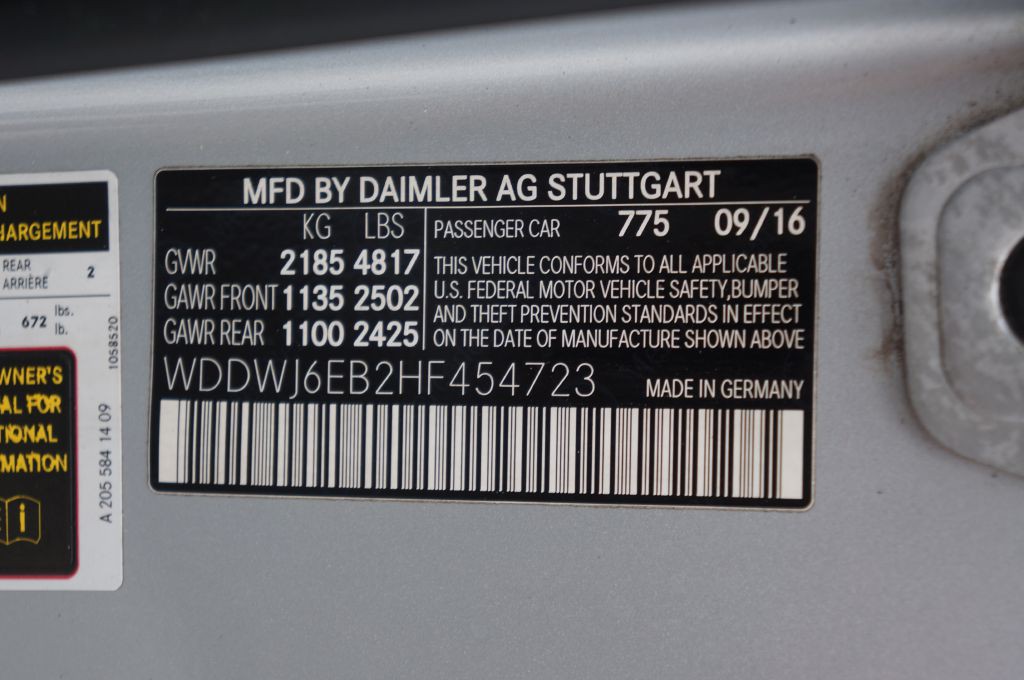 MFD BY DAIMLER AG STUTTGART
KG LBS
GVWR 2185 4817
GAWR FRONT 1135 2502
GAWR REAR 1100 2425
PASSENGER CAR 775 09/16
THIS VEHICLE CONFORMS TO ALL APPLICABLE
U.S. FEDERAL MOTOR VEHICLE SAFETY,BUMPER
AND THEFT PREVENTION STANDARDS IN EFFECT
ON THE DATE OF MANUFACTURE SHOWN ABOVE
WDDWJ6EB2HF454723 MADE IN GERMANY
N
HARGEMENT
REAR
ARRIÈRE 2
672 lbs.
lb.
WNER'S
AL FOR
TIONAL
MATION
i
1058520
A 205 584 14 09